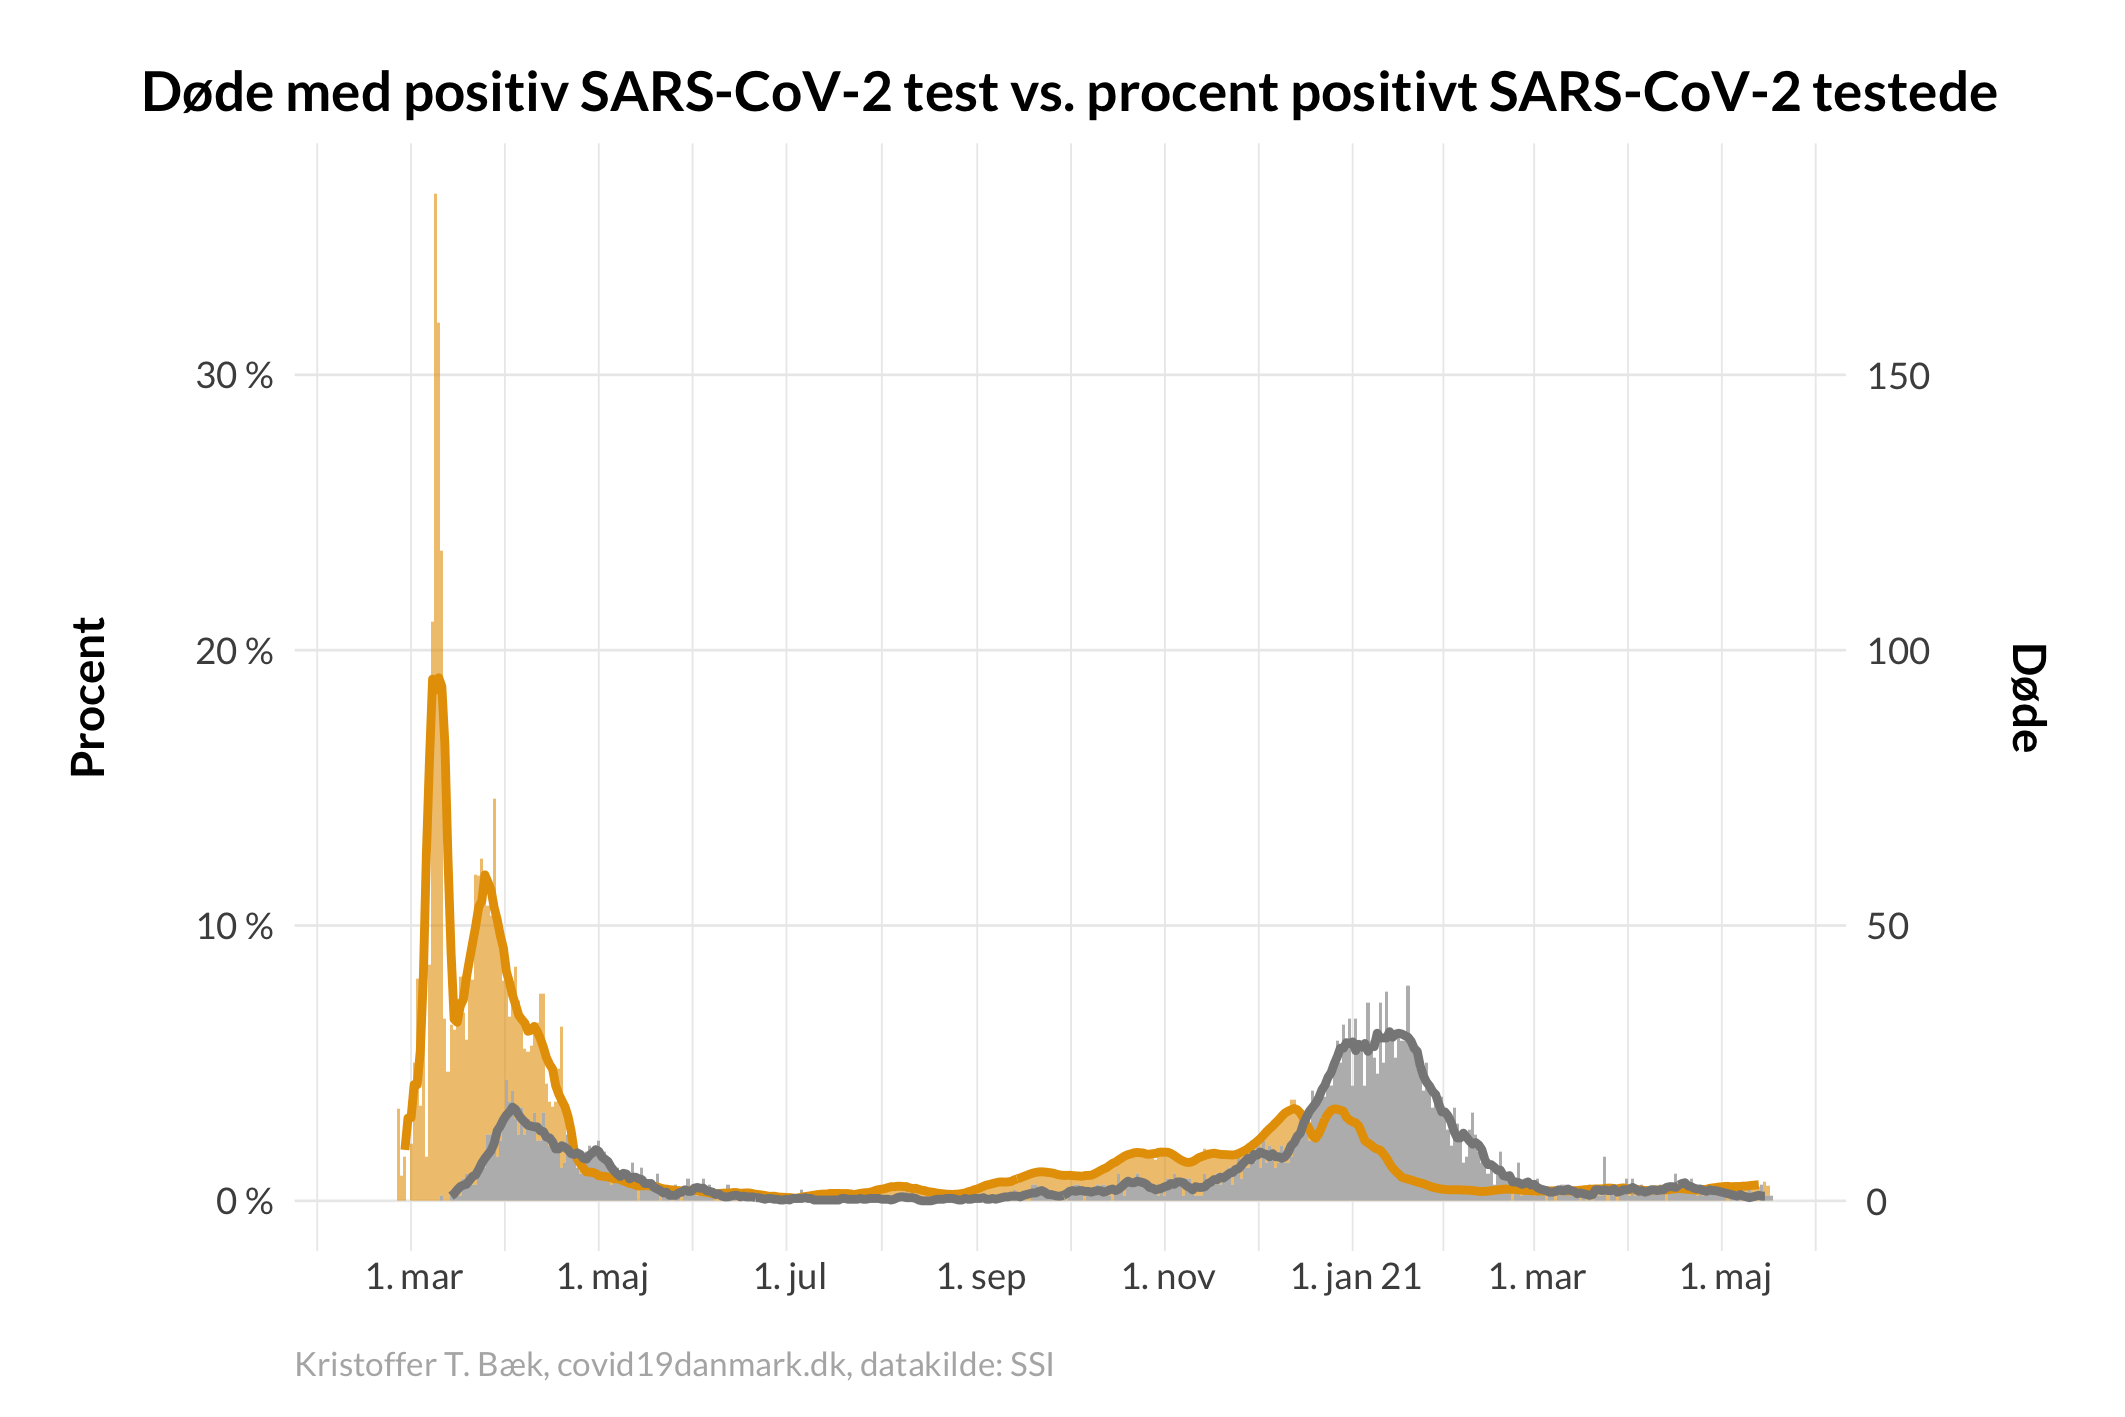 Døde med positiv SARS-CoV-2 test vs. procent positivt SARS-CoV-2 testede
Procent
30 %
20 %
10 %
0 %
150
100
50
0
Døde
1. mar
1. maj
1. jul
1. sep
1. nov
1. jan 21
1. mar
1. maj
Kristoffer T. Bæk, covid19danmark.dk, datakilde: SSI